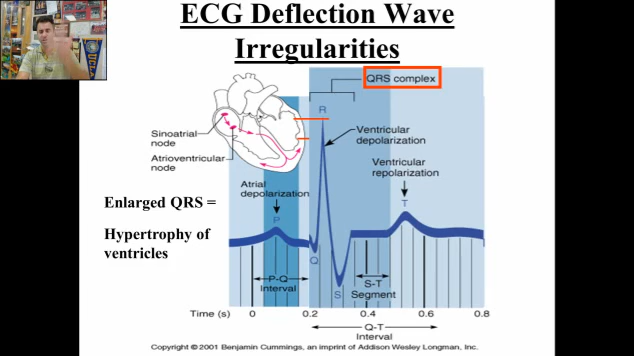 ECG Deflection Wave
Irregularities
UCLA
QRS complex
R
Sinoatrial
node
Atrioventricular
node
Ventricular
depolarization
Ventricular
repolarization
Atrial
depolarization
P
T
Enlarged QRS =
Hypertrophy of
ventricles
Q
S
P-Q
Interval
S-T
Segment
Time (s)
0
0.2
0.4
0.6
0.8
Q-T
Interval
Copyright © 2001 Benjamin Cummings, an imprint of Addison Wesley Longman, Inc.